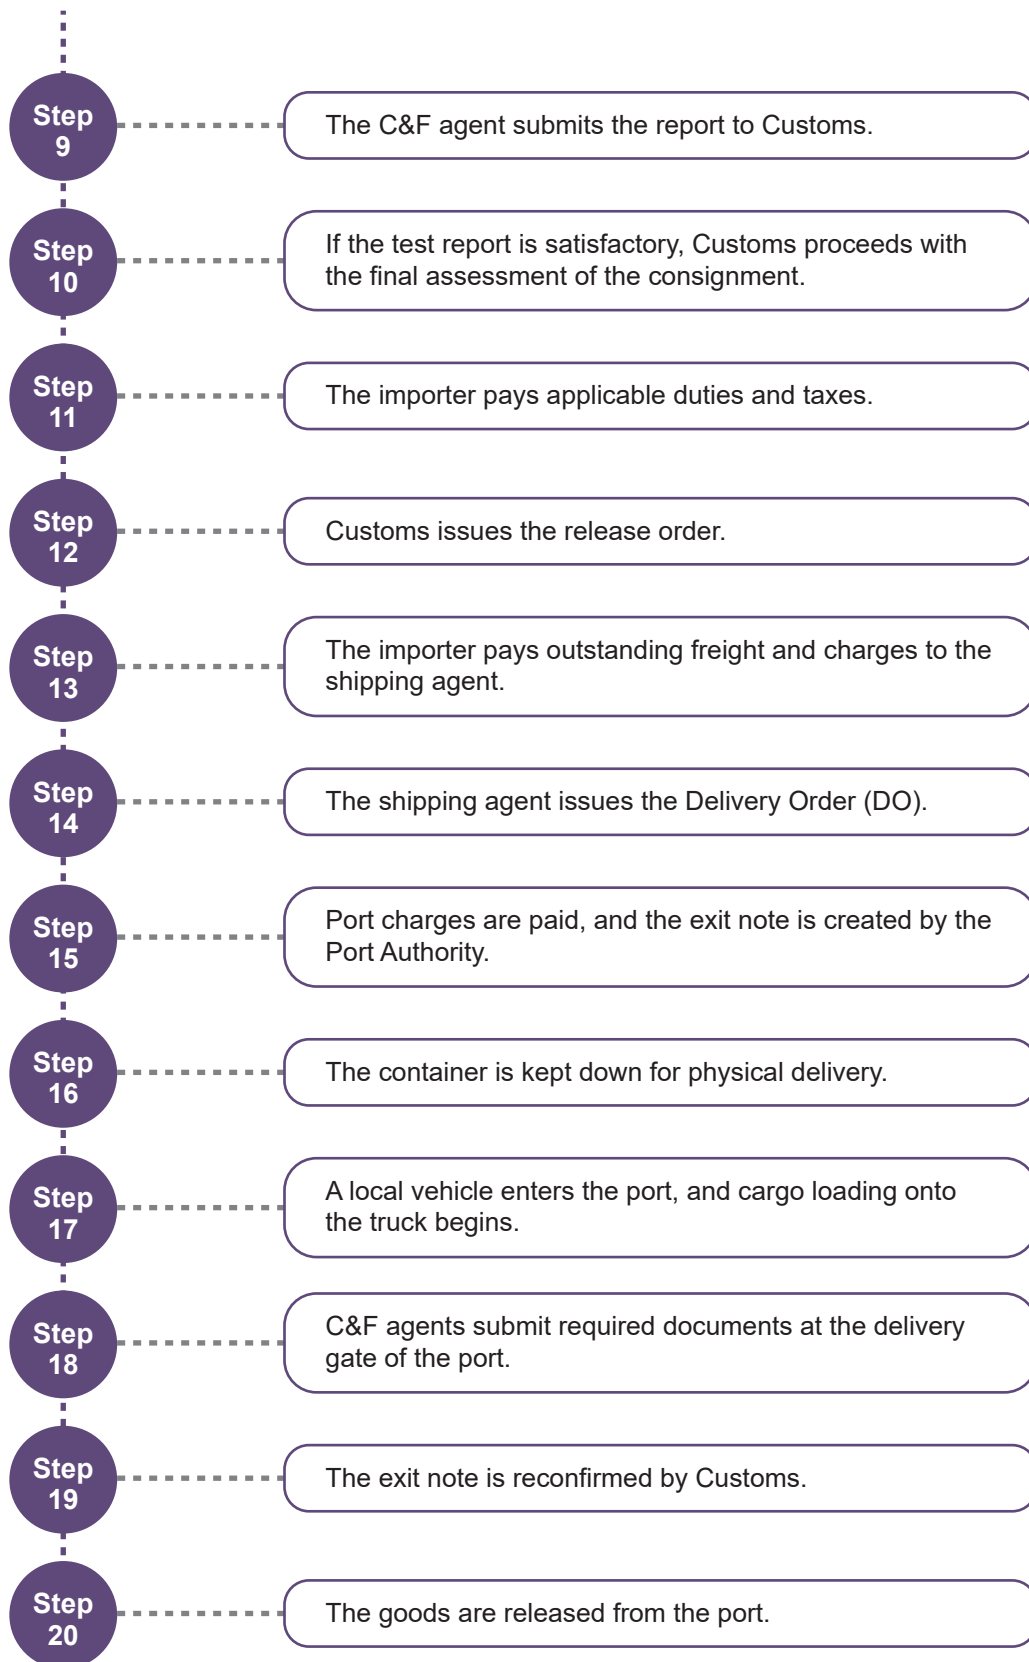 Step
9
The C&F agent submits the report to Customs.
Step
10
If the test report is satisfactory, Customs proceeds with
the final assessment of the consignment.
Step
11
The importer pays applicable duties and taxes.
Step
12
Customs issues the release order.
Step
13
The importer pays outstanding freight and charges to the
shipping agent.
Step
14
The shipping agent issues the Delivery Order (DO).
Step
15
Port charges are paid, and the exit note is created by the
Port Authority.
Step
16
The container is kept down for physical delivery.
Step
17
A local vehicle enters the port, and cargo loading onto
the truck begins.
Step
18
C&F agents submit required documents at the delivery
gate of the port.
Step
19
The exit note is reconfirmed by Customs.
Step
20
The goods are released from the port.